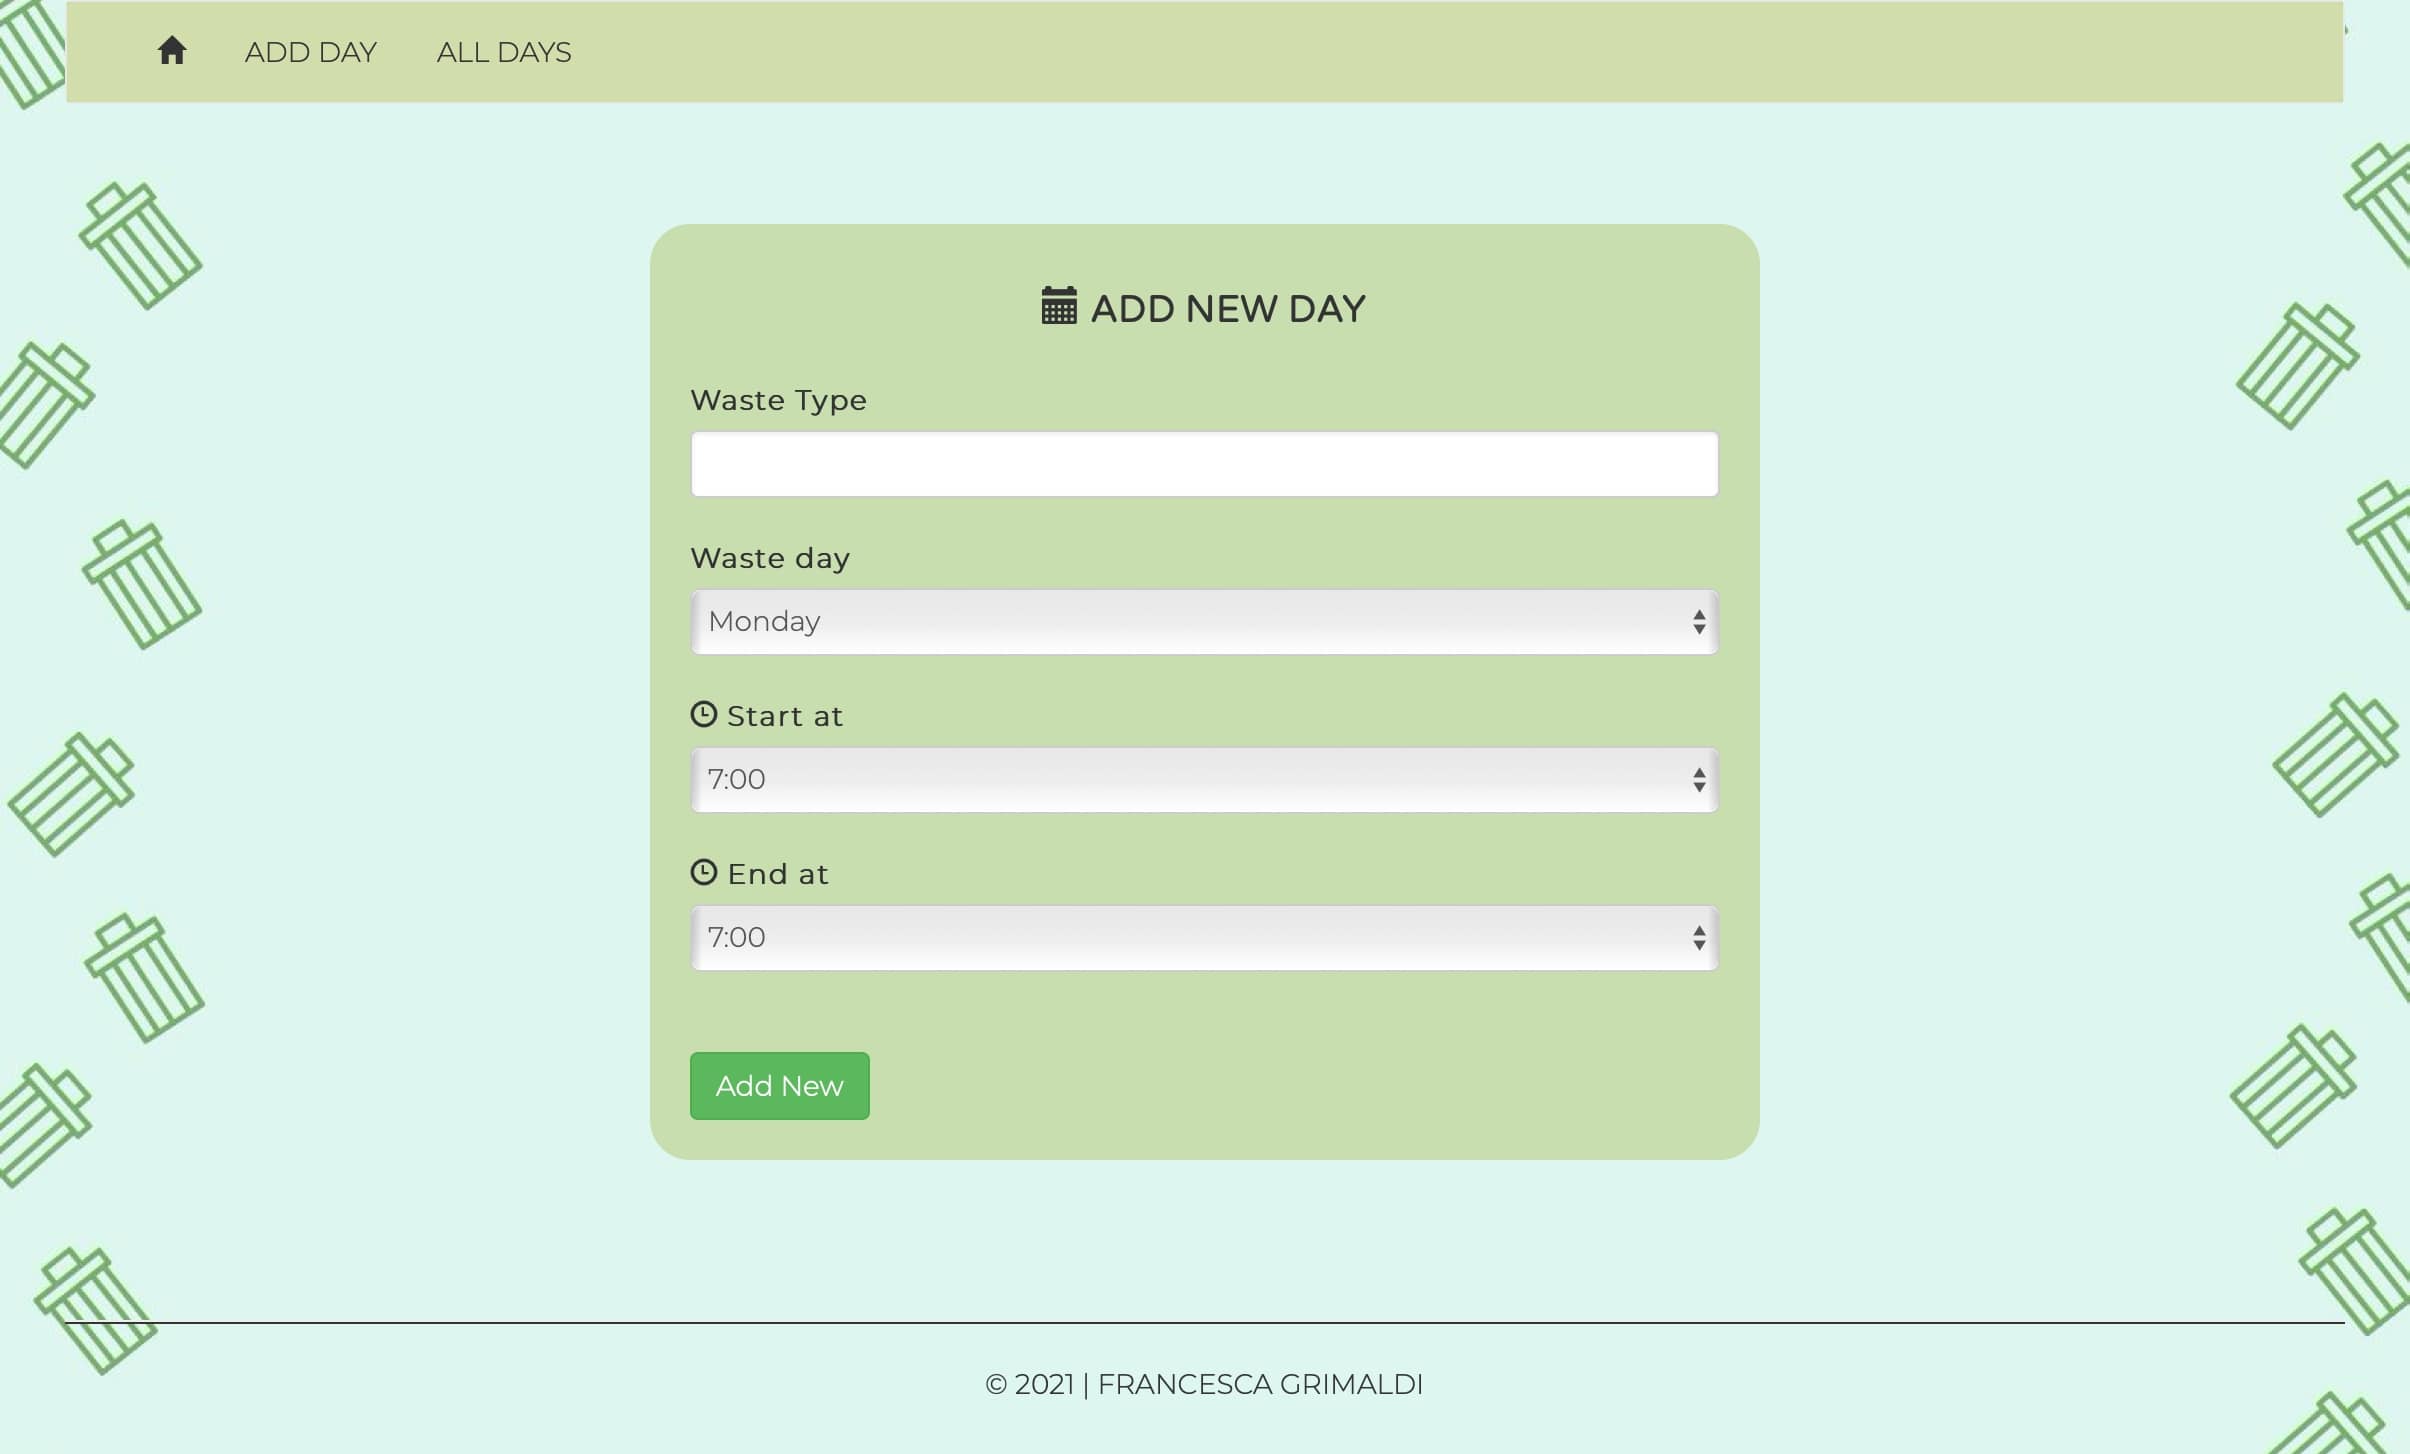 ADD DAY ALL DAYS
ADD NEW DAY
Waste Type
Waste day
Monday
Start at
7:00
End at
7:00
Add New
© 2021 | FRANCESCA GRIMALDI